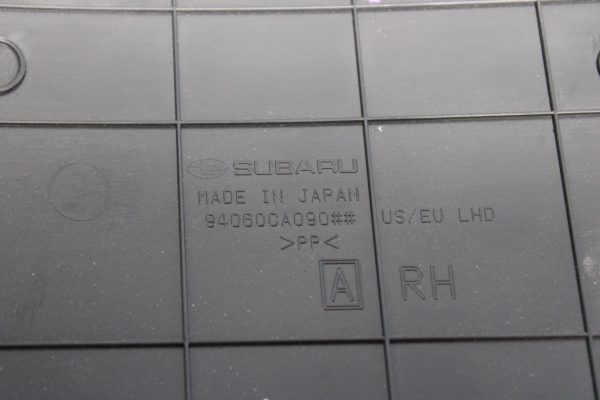 SUBARU
MADE IN JAPAN
94060CA090## US/EU LHD
>PP<
A RH